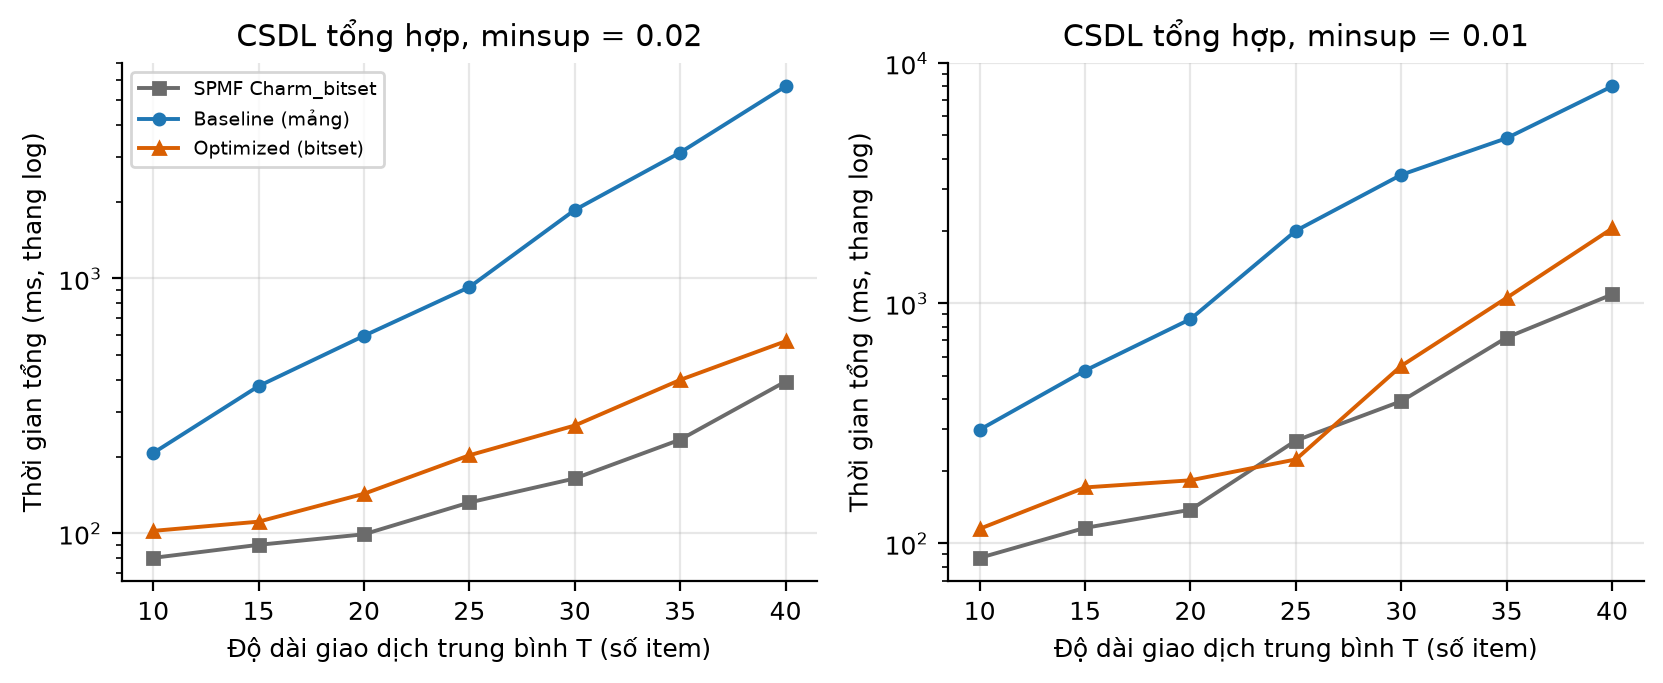 CSDL tổng hợp, minsup = 0.02
Thời gian tổng (ms, thang log)
10³
10²
SPMF Charm_bitset
Baseline (mảng)
Optimized (bitset)
10 15 20 25 30 35 40
Độ dài giao dịch trung bình T (số item)
CSDL tổng hợp, minsup = 0.01
Thời gian tổng (ms, thang log)
10⁴
10³
10²
10 15 20 25 30 35 40
Độ dài giao dịch trung bình T (số item)